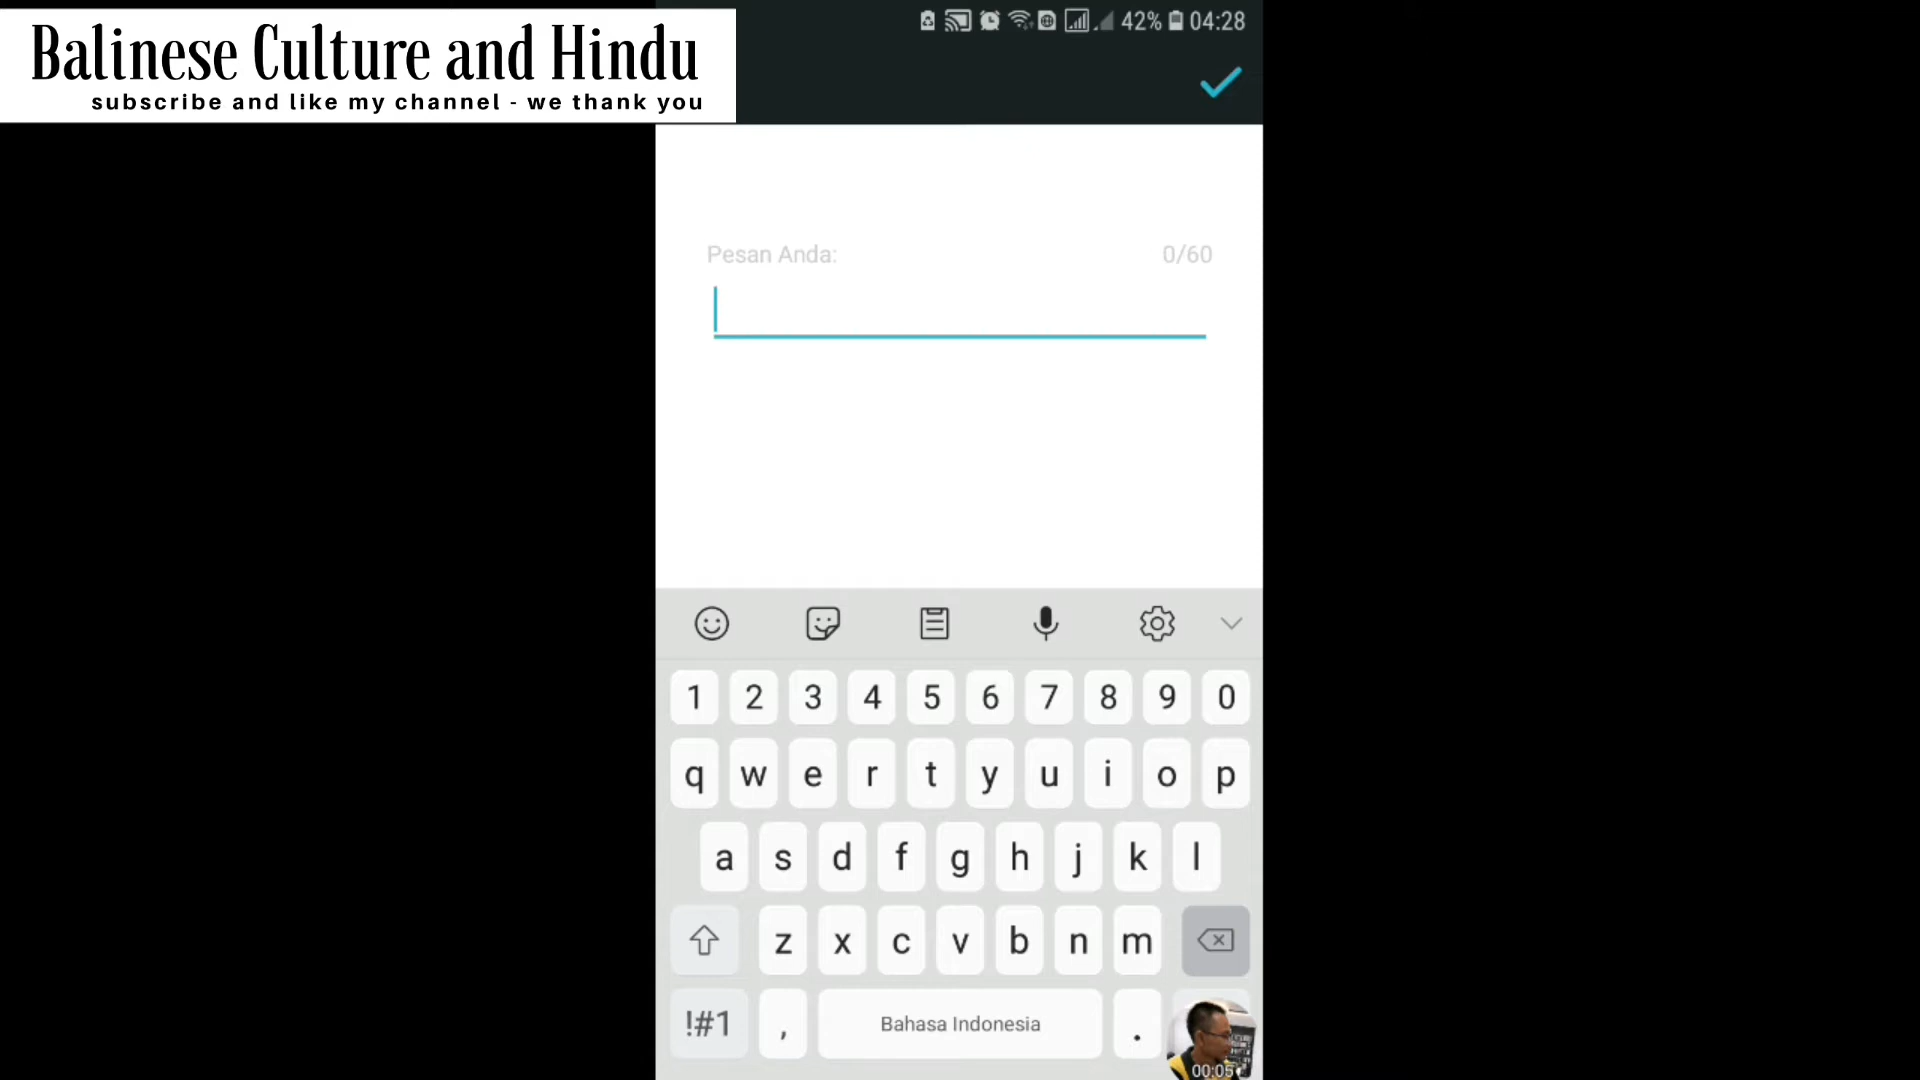 Balinese Culture and Hindu
subscribe and like my channel - we thank you
42% 04:28
Pesan Anda: 0/60
1 2 3 4 5 6 7 8 9 0
q w e r t y u i o p
a s d f g h j k l
z x c v b n m
!#1 , Bahasa Indonesia .
00:05